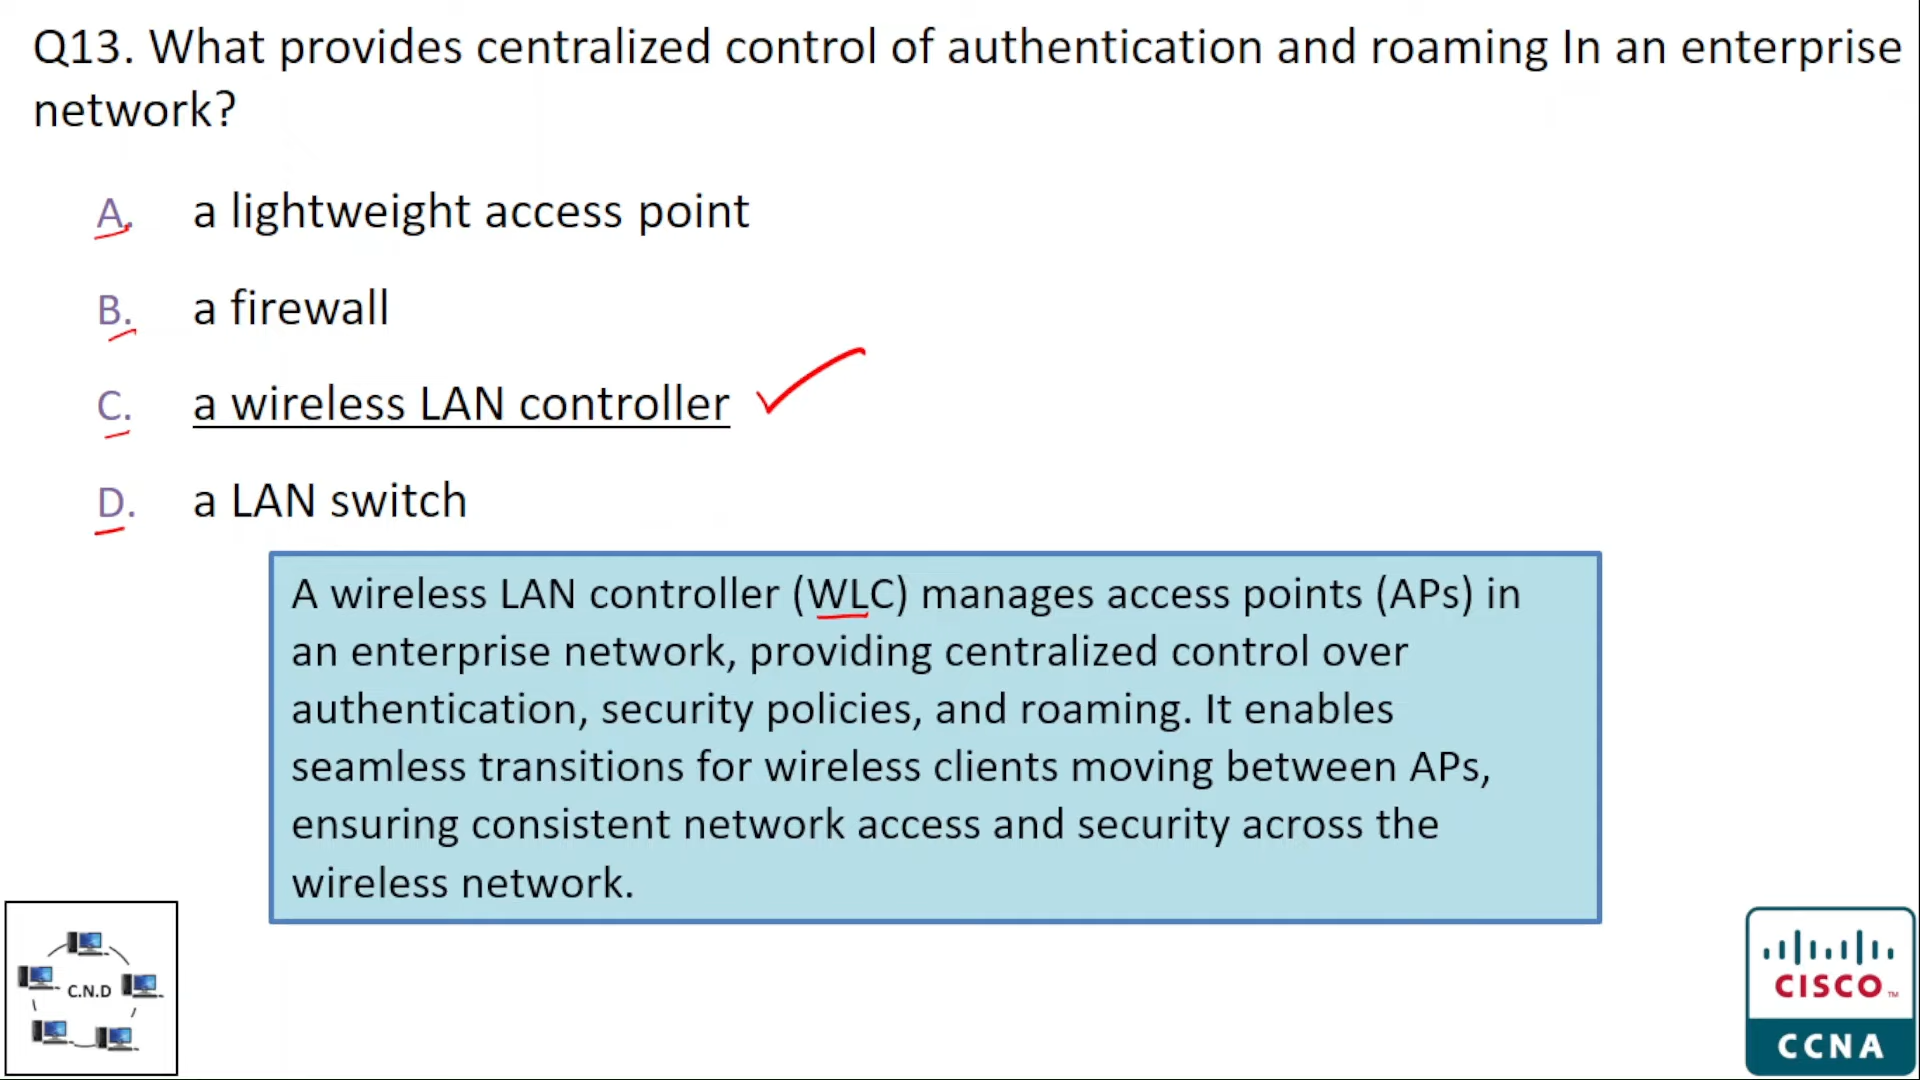 Q13. What provides centralized control of authentication and roaming In an enterprise
network?
A. a lightweight access point
B. a firewall
C. a wireless LAN controller
D. a LAN switch
A wireless LAN controller (WLC) manages access points (APs) in
an enterprise network, providing centralized control over
authentication, security policies, and roaming. It enables
seamless transitions for wireless clients moving between APs,
ensuring consistent network access and security across the
wireless network.
C.N.D
CISCO™
CCNA